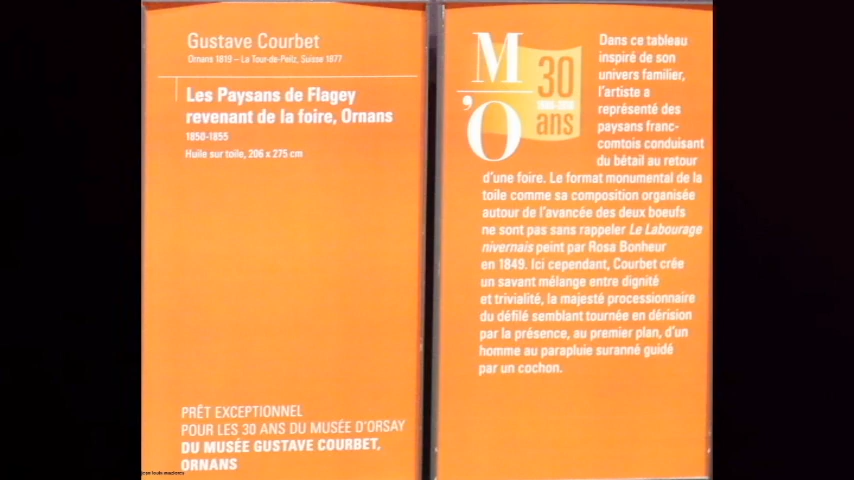 Gustave Courbet
Ornans 1819 – La Tour-de-Peilz, Suisse 1877
Les Paysans de Flagey
revenant de la foire, Ornans
1850-1855
Huile sur toile, 206 x 275 cm
PRÊT EXCEPTIONNEL
POUR LES 30 ANS DU MUSÉE D'ORSAY
DU MUSÉE GUSTAVE COURBET,
ORNANS
M
'O
30
ans
Dans ce tableau
inspiré de son
univers familier,
l'artiste a
représenté des
paysans franc-
comtois conduisant
du bétail au retour
d'une foire. Le format monumental de la
toile comme sa composition organisée
autour de l'avancée des deux boeufs
ne sont pas sans rappeler Le Labourage
nivernais peint par Rosa Bonheur
en 1849. Ici cependant, Courbet crée
un savant mélange entre dignité
et trivialité, la majesté processionnaire
du défilé semblant tournée en dérision
par la présence, au premier plan, d'un
homme au parapluie suranné guidé
par un cochon.
jean louis mazieres